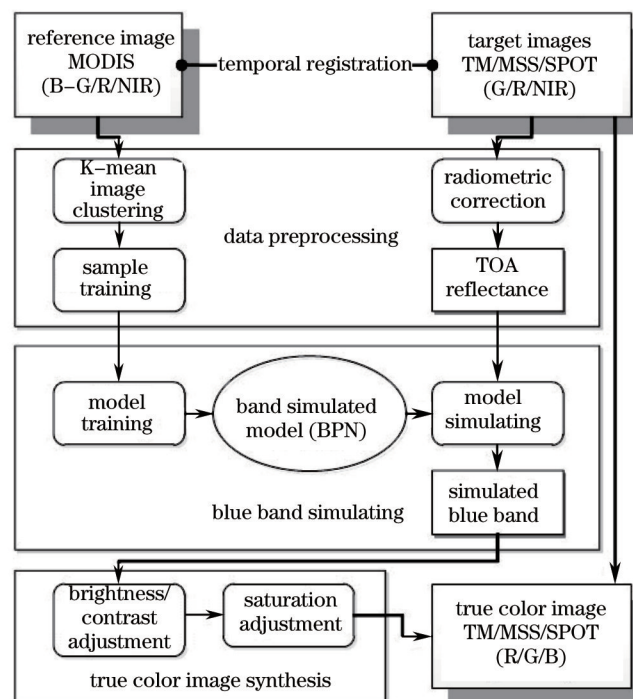 reference image
MODIS
(B–G/R/NIR)
temporal registration
target images
TM/MSS/SPOT
(G/R/NIR)
K–mean
image
clustering
radiometric
correction
data preprocessing
sample
training
TOA
reflectance
model
training
band simulated
model (BPN)
model
simulating
simulated
blue band
blue band simulating
brightness/
contrast
adjustment
saturation
adjustment
true color image
TM/MSS/SPOT
(R/G/B)
true color image synthesis